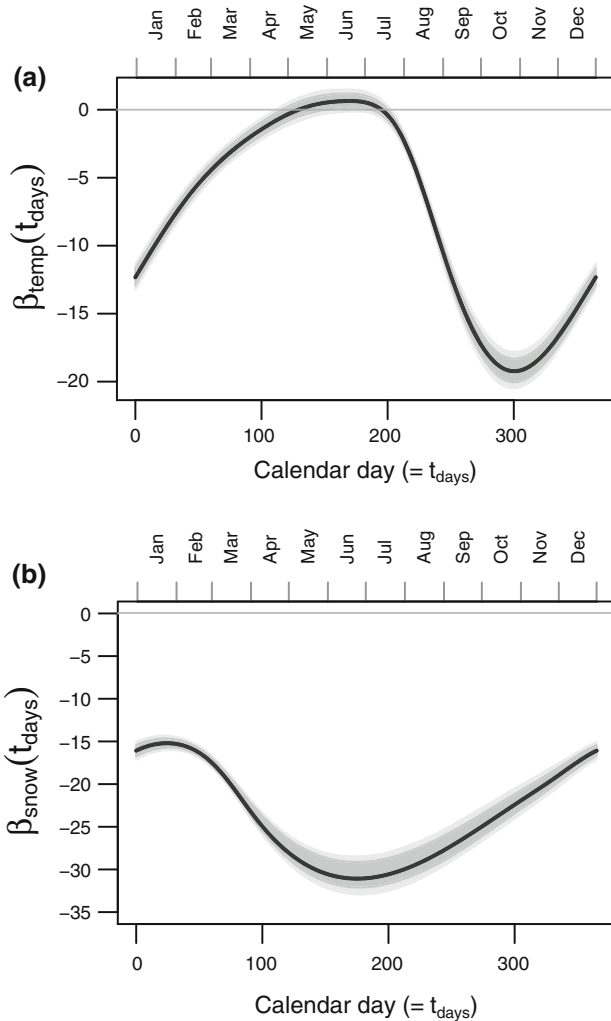 Jan Feb Mar Apr May Jun Jul Aug Sep Oct Nov Dec
(a)
0
−5
−10
−15
−20
βtemp(tdays)
0 100 200 300
Calendar day (= tdays)
Jan Feb Mar Apr May Jun Jul Aug Sep Oct Nov Dec
(b)
0
−5
−10
−15
−20
−25
−30
−35
βsnow(tdays)
0 100 200 300
Calendar day (= tdays)